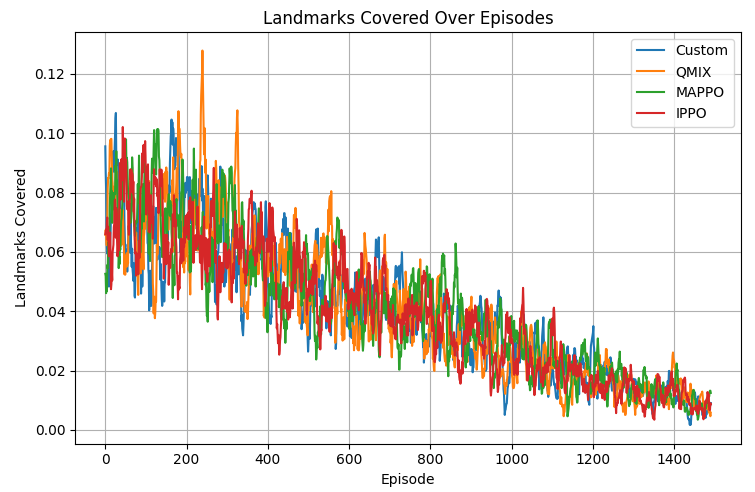 Landmarks Covered Over Episodes
Landmarks Covered
0.12
0.10
0.08
0.06
0.04
0.02
0.00
Custom
QMIX
MAPPO
IPPO
0 200 400 600 800 1000 1200 1400
Episode